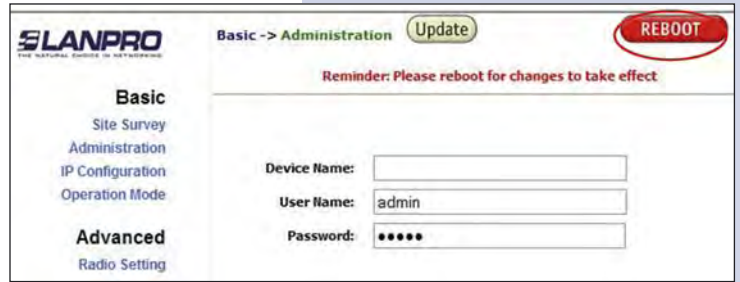 LANPRO
THE NATURAL CHOICE IN NETWORKING
Basic -> Administration
Update
REBOOT
Reminder: Please reboot for changes to take effect
Basic
Site Survey
Administration
IP Configuration
Operation Mode
Advanced
Radio Setting
Device Name:
User Name: admin
Password: •••••